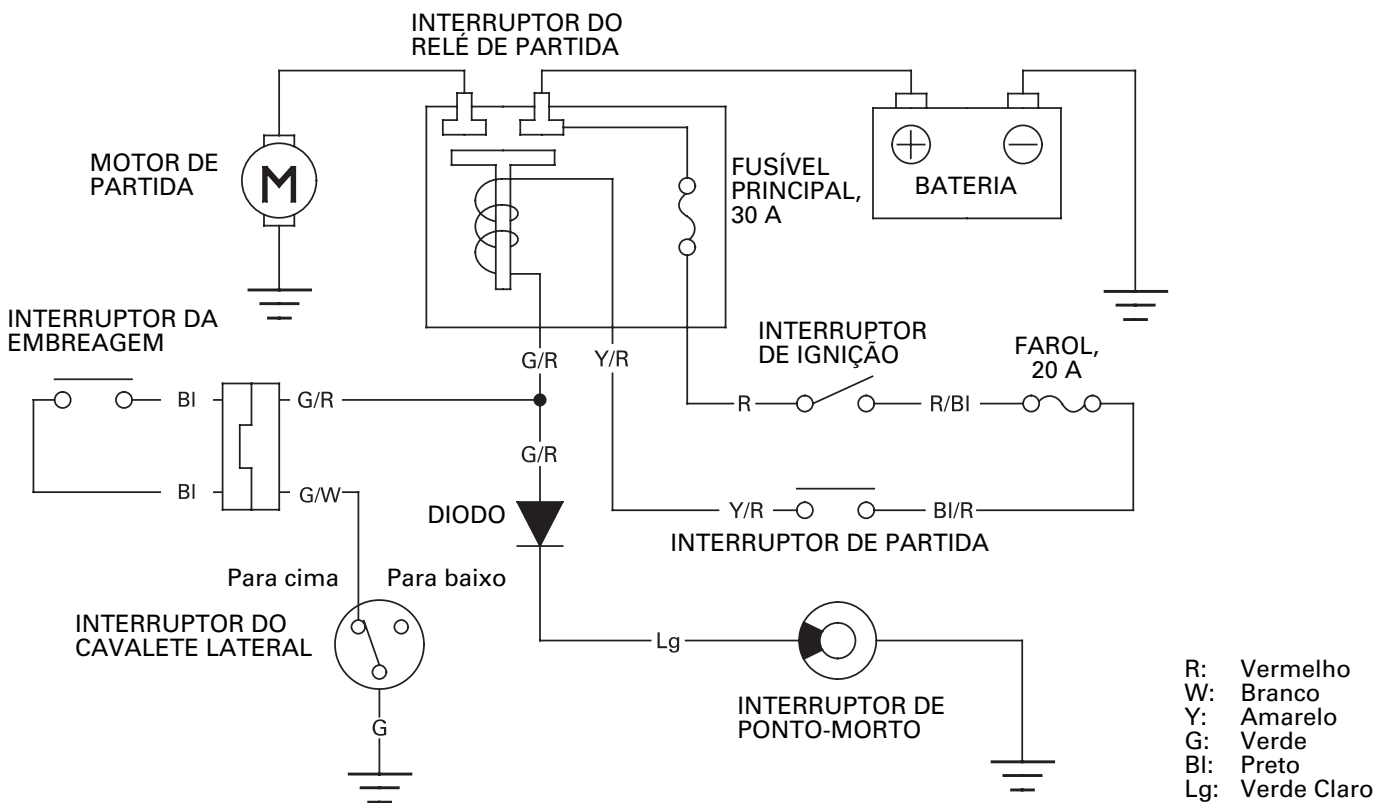 INTERRUPTOR DO
RELÉ DE PARTIDA
MOTOR DE
PARTIDA
M
FUSÍVEL
PRINCIPAL,
30 A
+
−
BATERIA
INTERRUPTOR DA
EMBREAGEM
G/R
Y/R
INTERRUPTOR
DE IGNIÇÃO
FAROL,
20 A
Bl
G/R
R
R/Bl
G/R
Bl
G/W
DIODO
Y/R
Bl/R
INTERRUPTOR DE PARTIDA
Para cima
Para baixo
INTERRUPTOR DO
CAVALETE LATERAL
Lg
G
INTERRUPTOR DE
PONTO-MORTO
R: Vermelho
W: Branco
Y: Amarelo
G: Verde
Bl: Preto
Lg: Verde Claro